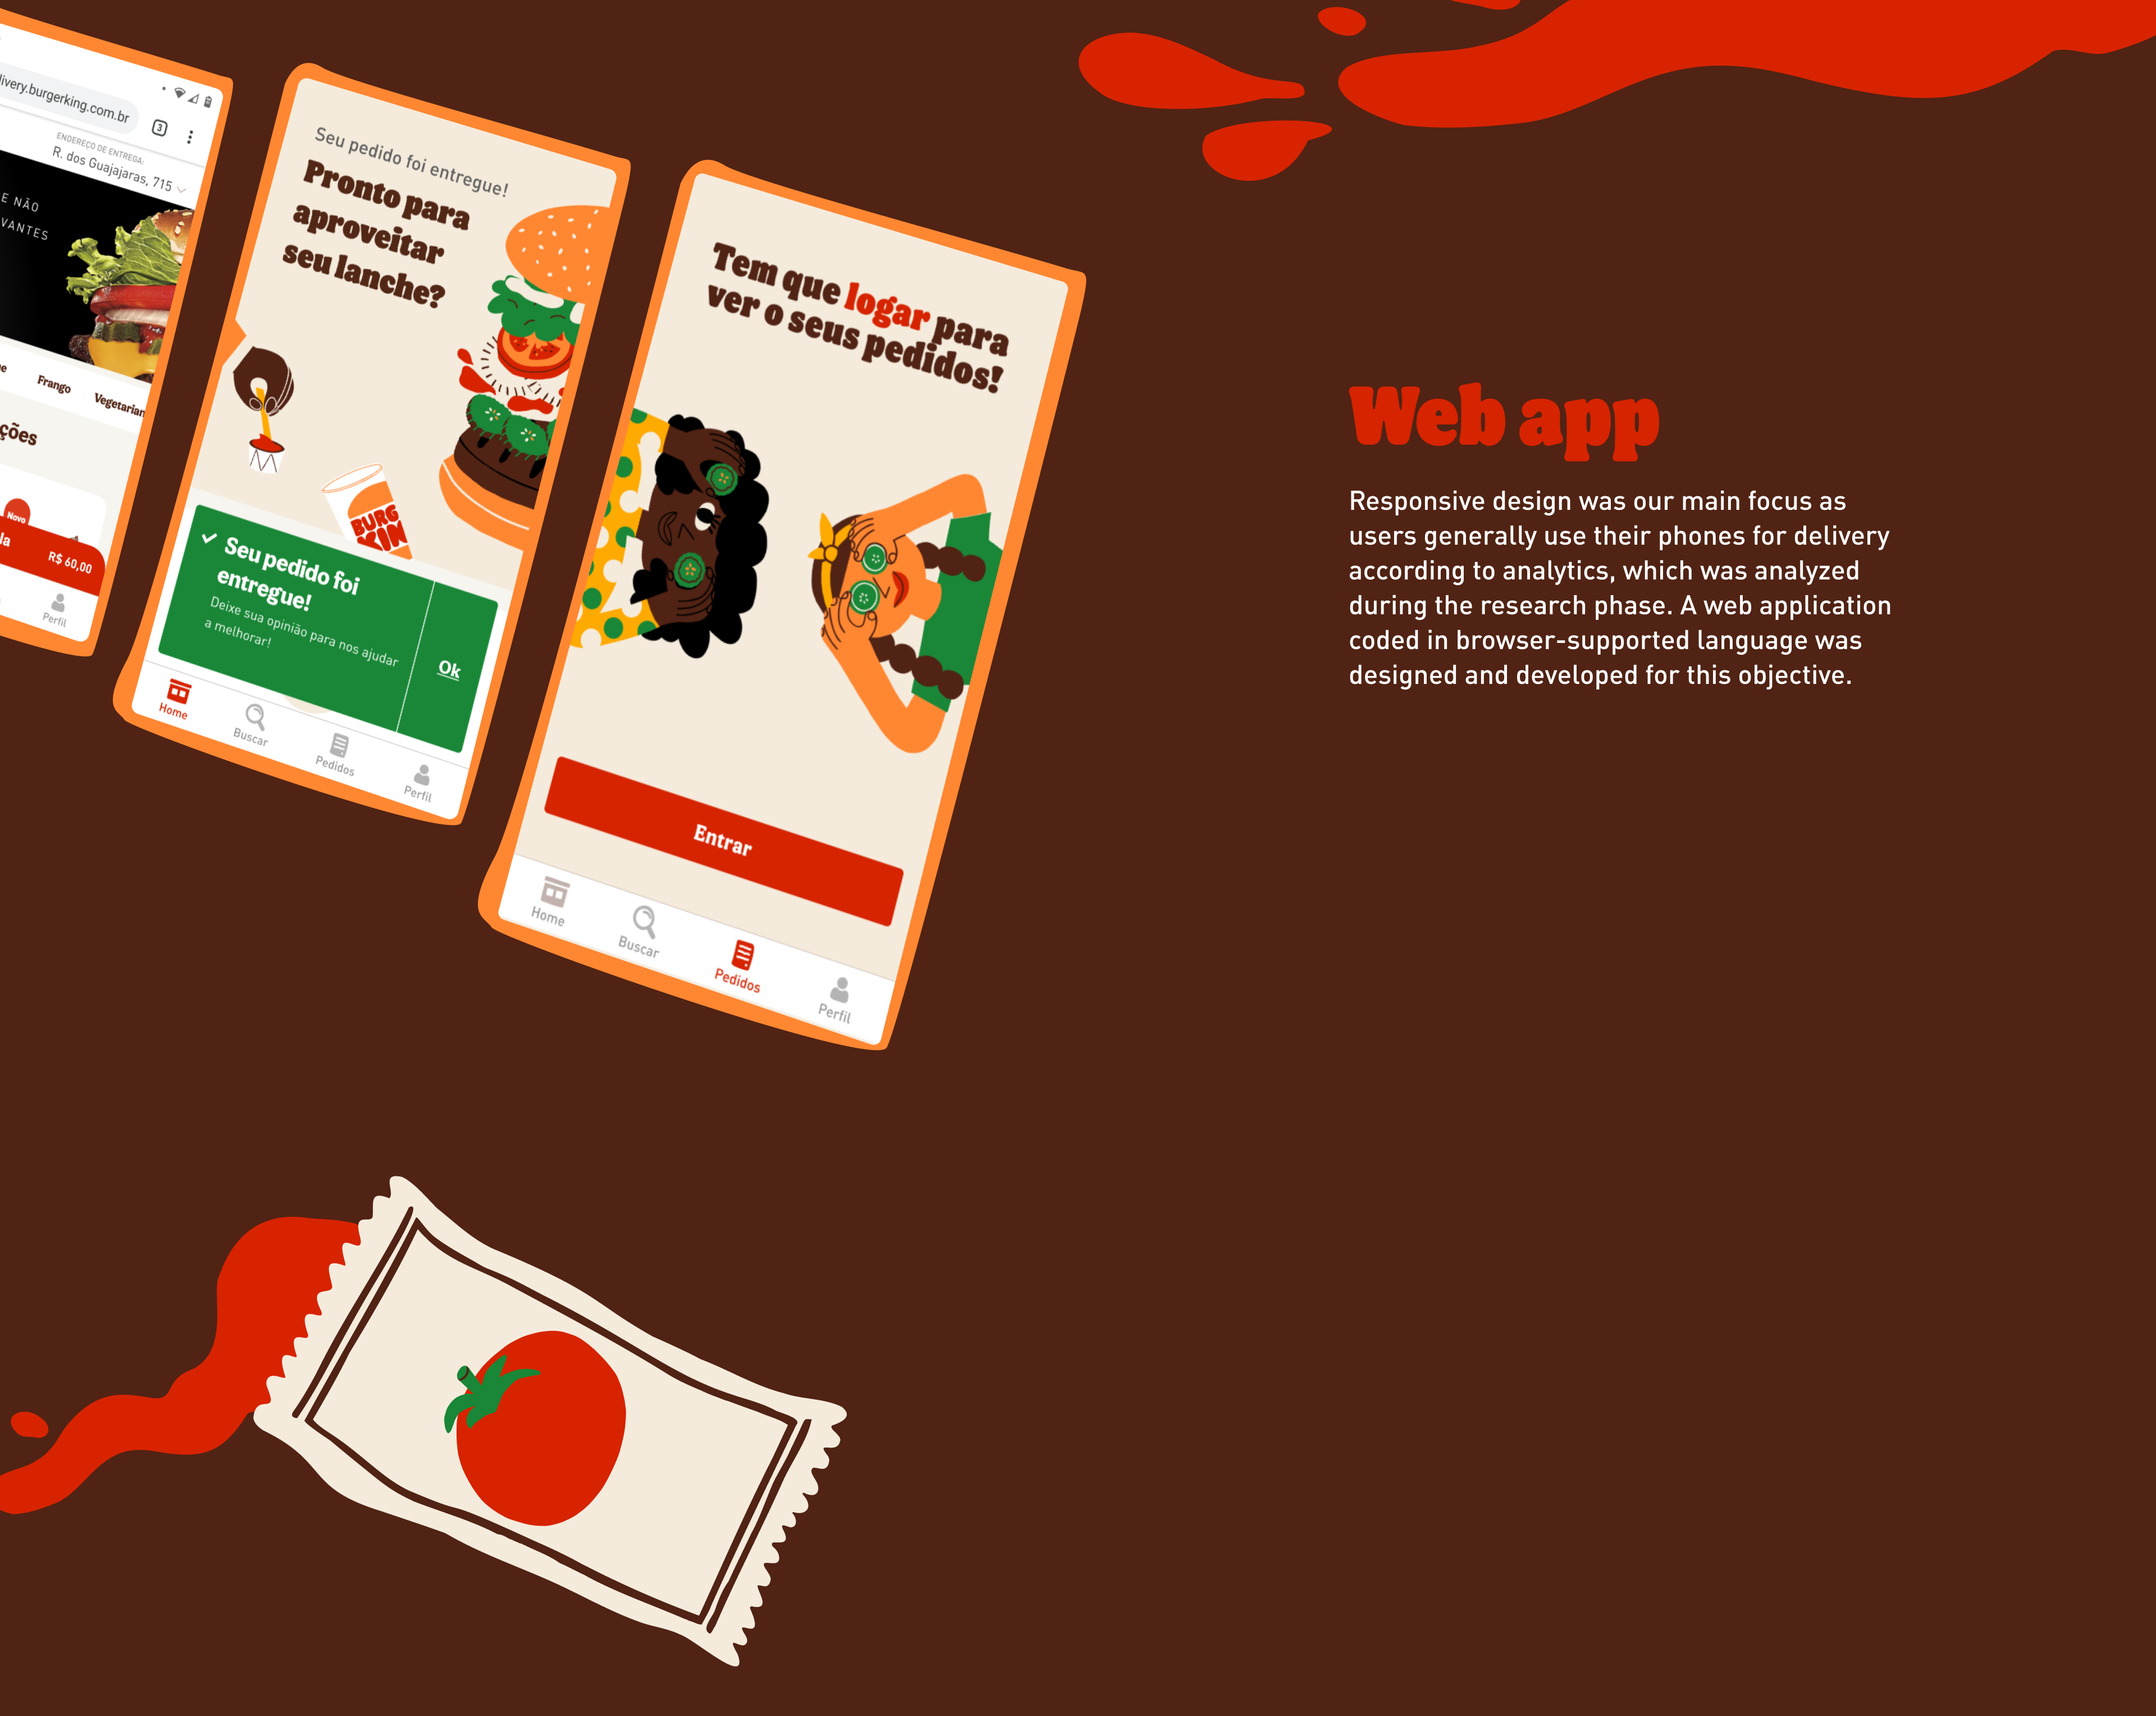 livery.burgerking.com.br
3
ENDEREÇO DE ENTREGA:
R. dos Guajajaras, 715
E NÃO
VANTES
Frango
Vegetarian
ções
Novo
R$ 60,00
Perfil
Seu pedido foi entregue!
Pronto para
aproveitar
seu lanche?
BURG
KIN
Seu pedido foi
entregue!
Deixe sua opinião para nos ajudar
a melhorar!
Ok
Home
Buscar
Pedidos
Perfil
Tem que logar para
ver o seus pedidos!
Entrar
Home
Buscar
Pedidos
Perfil
Web app
Responsive design was our main focus as
users generally use their phones for delivery
according to analytics, which was analyzed
during the research phase. A web application
coded in browser-supported language was
designed and developed for this objective.